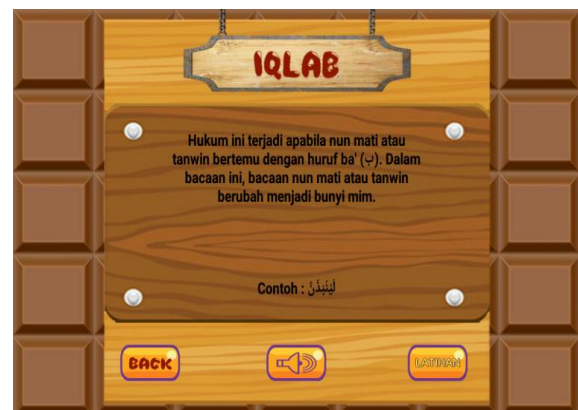 IQLAB
Hukum ini terjadi apabila nun mati atau
tanwin bertemu dengan huruf ba' (ب). Dalam
bacaan ini, bacaan nun mati atau tanwin
berubah menjadi bunyi mim.
Contoh : لَيُنْبَذَنَّ
BACK
LATIHAN